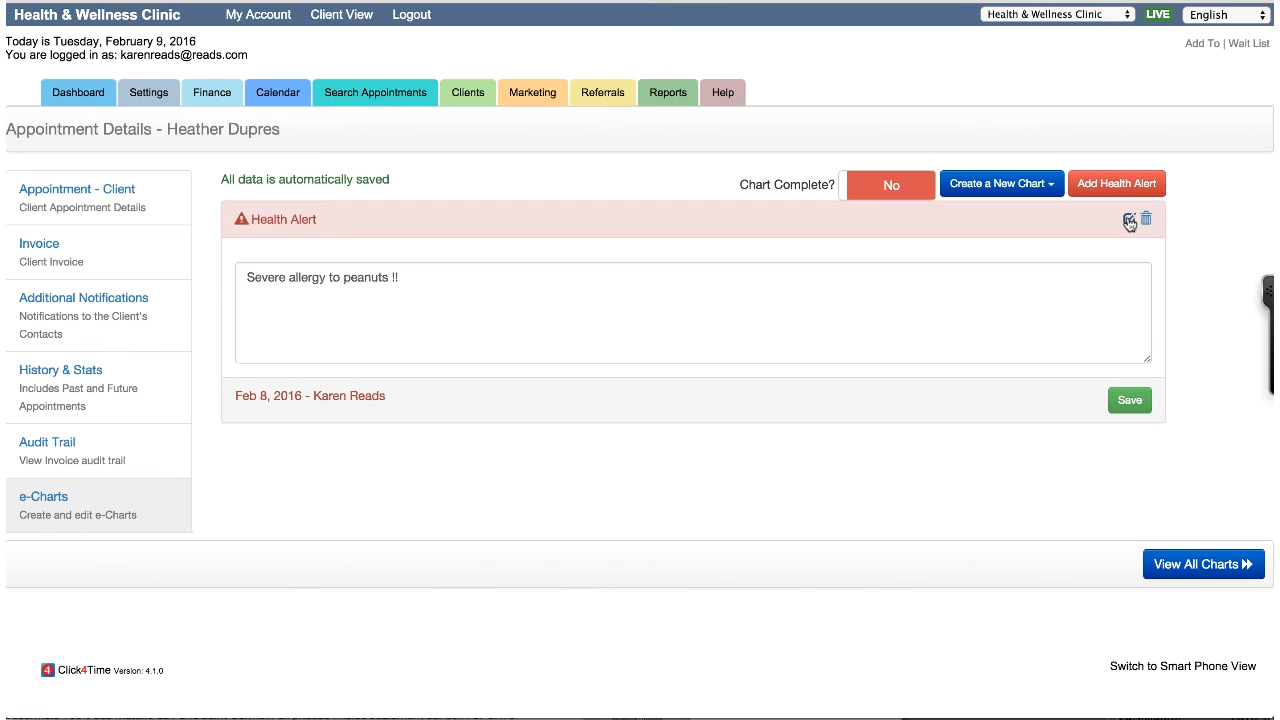 Health & Wellness Clinic My Account Client View Logout Health & Wellness Clinic LIVE English
Today is Tuesday, February 9, 2016
You are logged in as: karenreads@reads.com
Add To | Wait List
Dashboard Settings Finance Calendar Search Appointments Clients Marketing Referrals Reports Help
Appointment Details - Heather Dupres
Appointment - Client
Client Appointment Details
Invoice
Client Invoice
Additional Notifications
Notifications to the Client's
Contacts
History & Stats
Includes Past and Future
Appointments
Audit Trail
View Invoice audit trail
e-Charts
Create and edit e-Charts
All data is automatically saved
Chart Complete? No Create a New Chart Add Health Alert
Health Alert
Severe allergy to peanuts !!
Feb 8, 2016 - Karen Reads
Save
View All Charts
4 Click4Time Version: 4.1.0
Switch to Smart Phone View